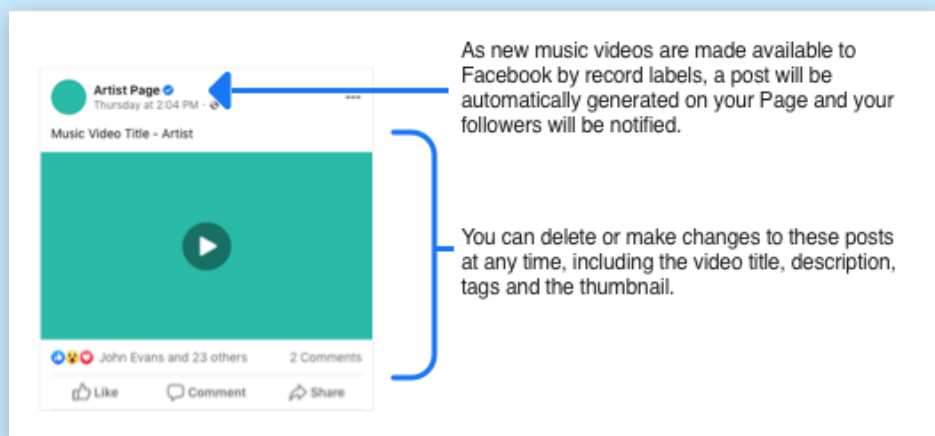 As new music videos are made available to
Facebook by record labels, a post will be
automatically generated on your Page and your
followers will be notified.
Artist Page
Thursday at 2:04 PM ·
Music Video Title - Artist
You can delete or make changes to these posts
at any time, including the video title, description,
tags and the thumbnail.
John Evans and 23 others
2 Comments
Like
Comment
Share